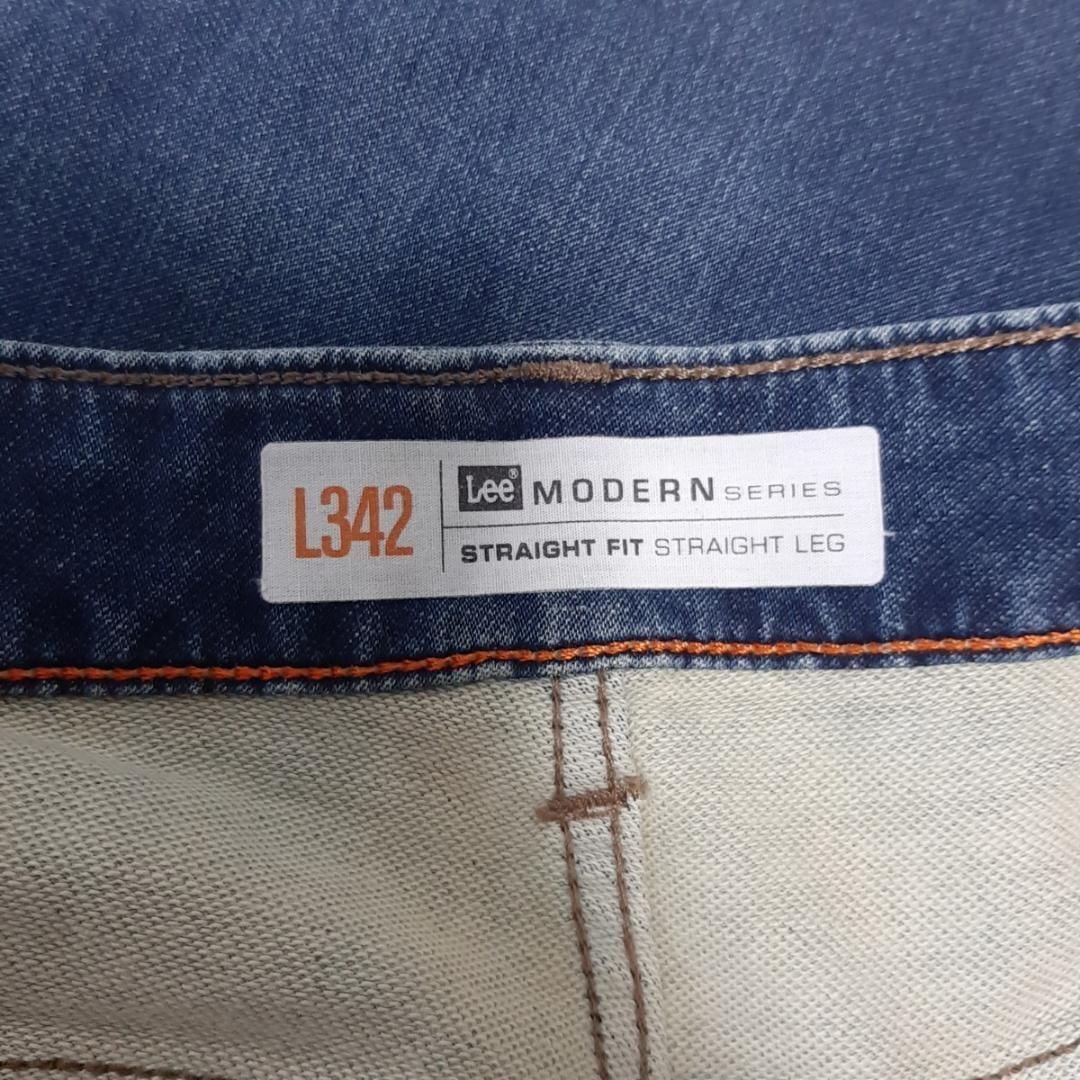 L342
Lee® MODERN SERIES
STRAIGHT FIT STRAIGHT LEG